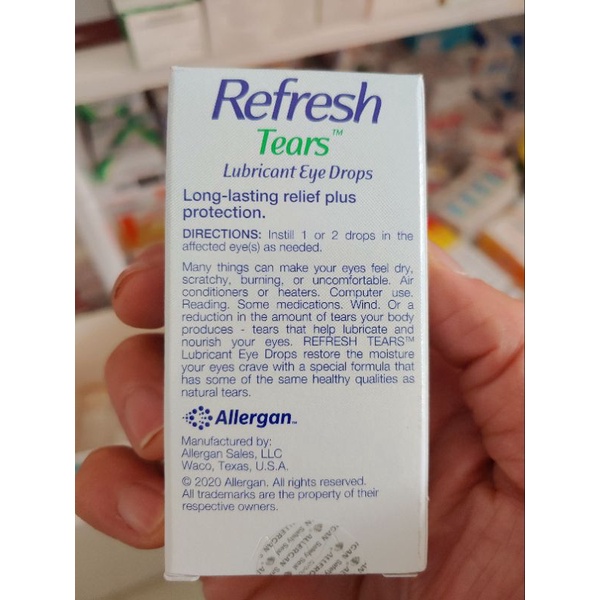 Refresh
Tears™
Lubricant Eye Drops
Long-lasting relief plus
protection.
DIRECTIONS: Instill 1 or 2 drops in the
affected eye(s) as needed.
Many things can make your eyes feel dry,
scratchy, burning, or uncomfortable. Air
conditioners or heaters. Computer use.
Reading. Some medications. Wind. Or a
reduction in the amount of tears your body
produces - tears that help lubricate and
nourish your eyes. REFRESH TEARS™
Lubricant Eye Drops restore the moisture
your eyes crave with a special formula that
has some of the same healthy qualities as
natural tears.
Allergan™
Manufactured by:
Allergan Sales, LLC
Waco, Texas, U.S.A.
© 2020 Allergan. All rights reserved.
All trademarks are the property of their
respective owners.
ALLERGAN
Safety Seal